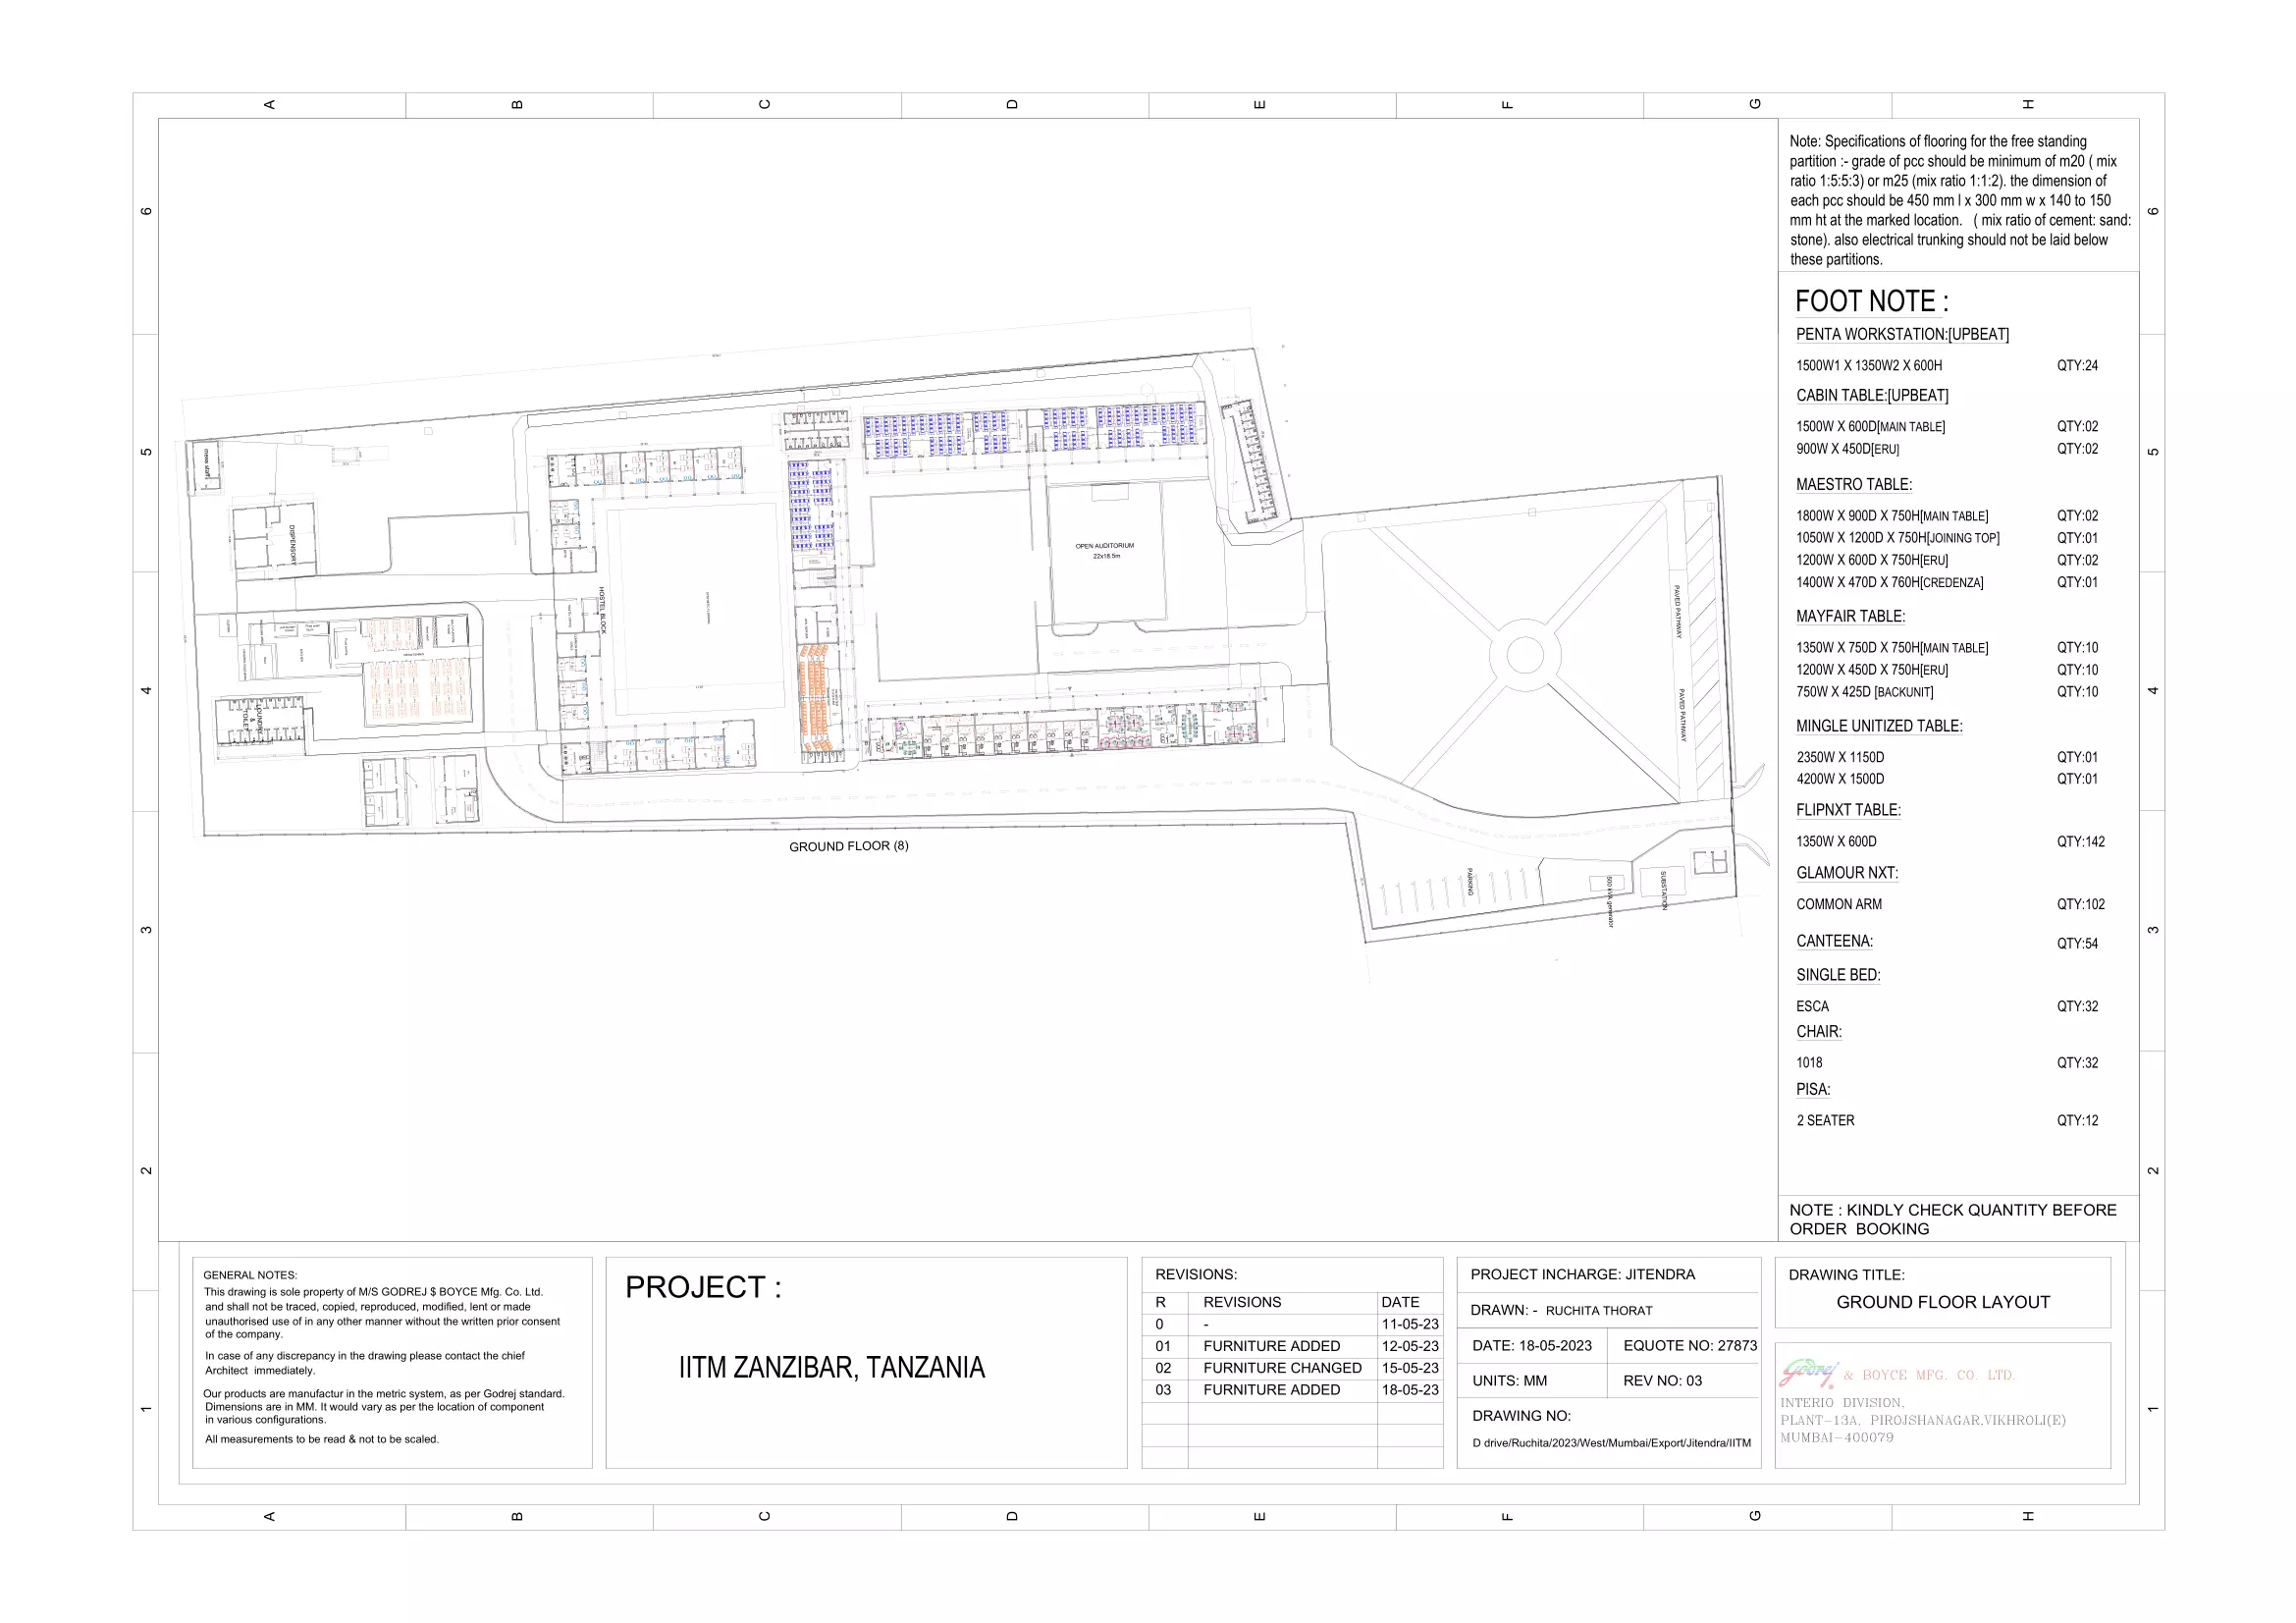 A B C D E F G H
6
5
4
3
2
1
Note: Specifications of flooring for the free standing
partition :- grade of pcc should be minimum of m20 ( mix
ratio 1:5:5:3) or m25 (mix ratio 1:1:2). the dimension of
each pcc should be 450 mm l x 300 mm w x 140 to 150
mm ht at the marked location. ( mix ratio of cement: sand:
stone). also electrical trunking should not be laid below
these partitions.
FOOT NOTE :
PENTA WORKSTATION:[UPBEAT]
1500W1 X 1350W2 X 600H QTY:24
CABIN TABLE:[UPBEAT]
1500W X 600D[MAIN TABLE] QTY:02
900W X 450D[ERU] QTY:02
MAESTRO TABLE:
1800W X 900D X 750H[MAIN TABLE] QTY:02
1050W X 1200D X 750H[JOINING TOP] QTY:01
1200W X 600D X 750H[ERU] QTY:02
1400W X 470D X 760H[CREDENZA] QTY:01
MAYFAIR TABLE:
1350W X 750D X 750H[MAIN TABLE] QTY:10
1200W X 450D X 750H[ERU] QTY:10
750W X 425D [BACKUNIT] QTY:10
MINGLE UNITIZED TABLE:
2350W X 1150D QTY:01
4200W X 1500D QTY:01
FLIPNXT TABLE:
1350W X 600D QTY:142
GLAMOUR NXT:
COMMON ARM QTY:102
CANTEENA: QTY:54
SINGLE BED:
ESCA QTY:32
CHAIR:
1018 QTY:32
PISA:
2 SEATER QTY:12
NOTE : KINDLY CHECK QUANTITY BEFORE
ORDER BOOKING
6
5
4
3
2
1
mess staff
DISPENSORY
HOSTEL BLOCK
LOUNDRY
&
TOILET
OPEN AUDITORIUM
22x18.5m
PAVED PATHWAY
PAVED PATHWAY
PARKING
500 kVA generator
SUBSTATION
GROUND FLOOR (8)
GENERAL NOTES:
This drawing is sole property of M/S GODREJ $ BOYCE Mfg. Co. Ltd.
and shall not be traced, copied, reproduced, modified, lent or made
unauthorised use of in any other manner without the written prior consent
of the company.
In case of any discrepancy in the drawing please contact the chief
Architect immediately.
Our products are manufactur in the metric system, as per Godrej standard.
Dimensions are in MM. It would vary as per the location of component
in various configurations.
All measurements to be read & not to be scaled.
PROJECT :
IITM ZANZIBAR, TANZANIA
REVISIONS:
R REVISIONS DATE
0 - 11-05-23
01 FURNITURE ADDED 12-05-23
02 FURNITURE CHANGED 15-05-23
03 FURNITURE ADDED 18-05-23
PROJECT INCHARGE: JITENDRA
DRAWN: - RUCHITA THORAT
DATE: 18-05-2023 EQUOTE NO: 27873
UNITS: MM REV NO: 03
DRAWING NO:
D drive/Ruchita/2023/West/Mumbai/Export/Jitendra/IITM
DRAWING TITLE:
GROUND FLOOR LAYOUT
Godrej & BOYCE MFG. CO. LTD.
INTERIO DIVISION,
PLANT-13A, PIROJSHANAGAR,VIKHROLI(E)
MUMBAI-400079
A B C D E F G H